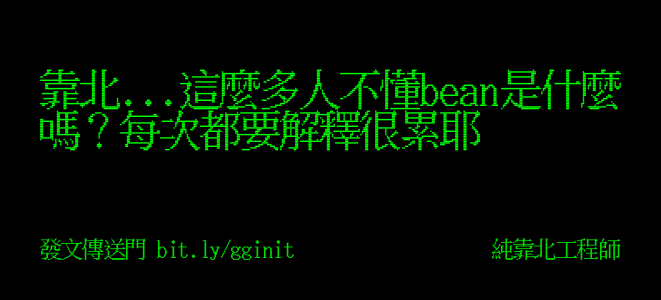 靠北...這麼多人不懂bean是什麼
嗎？每次都要解釋很累耶
發文傳送門 bit.ly/gginit
純靠北工程師